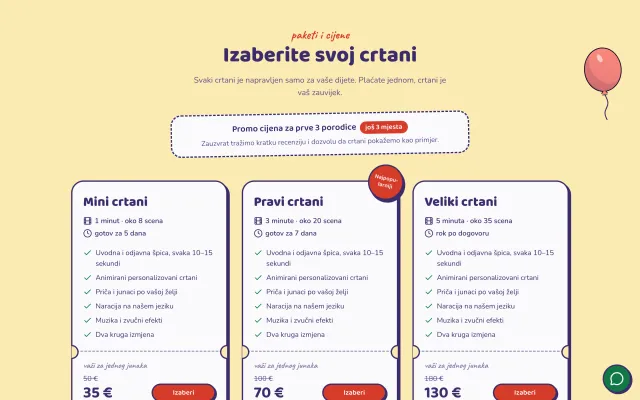 paketi i cijene
Izaberite svoj crtani
Svaki crtani je napravljen samo za vaše dijete. Plaćate jednom, crtani je
vaš zauvijek.
Promo cijena za prve 3 porodice još 3 mjesta
Zauzvrat tražimo kratku recenziju i dozvolu da crtani pokažemo kao primjer.
Mini crtani
1 minut · oko 8 scena
gotov za 5 dana
Uvodna i odjavna špica, svaka 10–15
sekundi
Animirani personalizovani crtani
Priča i junaci po vašoj želji
Naracija na našem jeziku
Muzika i zvučni efekti
Dva kruga izmjena
važi za jednog junaka
50 €
35 €
Izaberi
Najpopu-
larniji
Pravi crtani
3 minute · oko 20 scena
gotov za 7 dana
Uvodna i odjavna špica, svaka 10–15
sekundi
Animirani personalizovani crtani
Priča i junaci po vašoj želji
Naracija na našem jeziku
Muzika i zvučni efekti
Dva kruga izmjena
važi za jednog junaka
100 €
70 €
Izaberi
Veliki crtani
5 minuta · oko 35 scena
rok po dogovoru
Uvodna i odjavna špica, svaka 10–15
sekundi
Animirani personalizovani crtani
Priča i junaci po vašoj želji
Naracija na našem jeziku
Muzika i zvučni efekti
Dva kruga izmjena
važi za jednog junaka
180 €
130 €
Izaberi